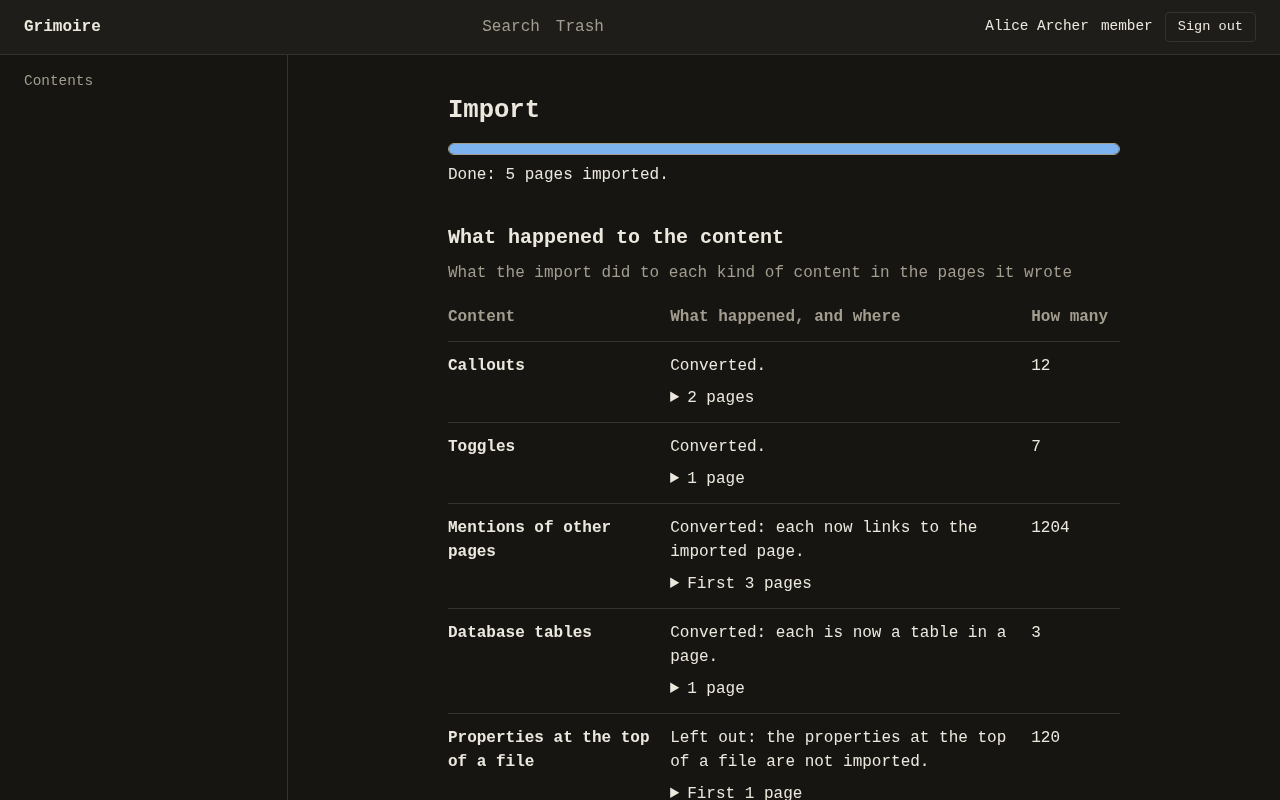 Grimoire
Search Trash
Alice Archer member Sign out
Contents
Import
Done: 5 pages imported.
What happened to the content
What the import did to each kind of content in the pages it wrote
Content What happened, and where How many
Callouts Converted. 12
2 pages
Toggles Converted. 7
1 page
Mentions of other Converted: each now links to the 1204
pages imported page.
First 3 pages
Database tables Converted: each is now a table in a 3
page.
1 page
Properties at the top Left out: the properties at the top 120
of a file of a file are not imported.
First 1 page